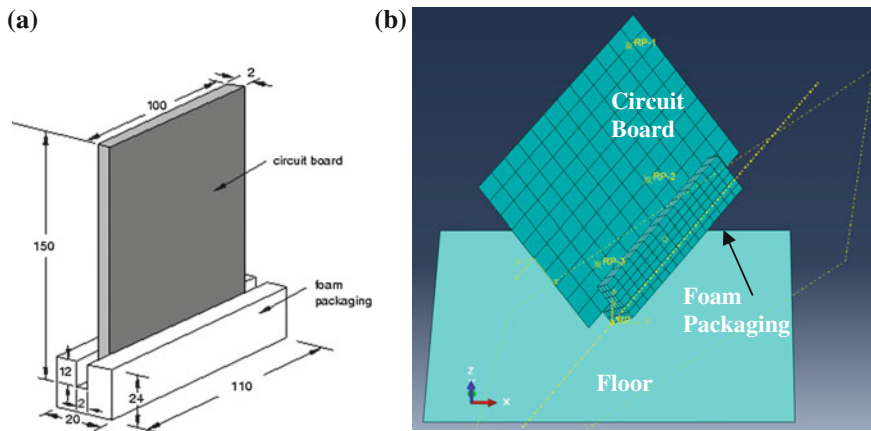 (a)
2
100
circuit board
150
foam
packaging
12
2
20
24
110
(b)
RP-1
Circuit
Board
RP-2
RP-3
RP
Foam
Packaging
Floor
Z
X